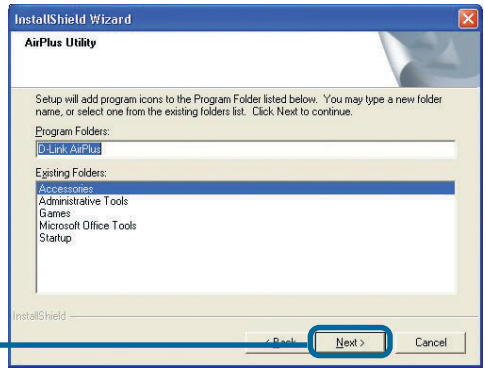 InstallShield Wizard
AirPlus Utility
Setup will add program icons to the Program Folder listed below. You may type a new folder
name, or select one from the existing folders list. Click Next to continue.
Program Folders:
D-Link AirPlus
Existing Folders:
Accessories
Administrative Tools
Games
Microsoft Office Tools
Startup
InstallShield
< Back Next > Cancel